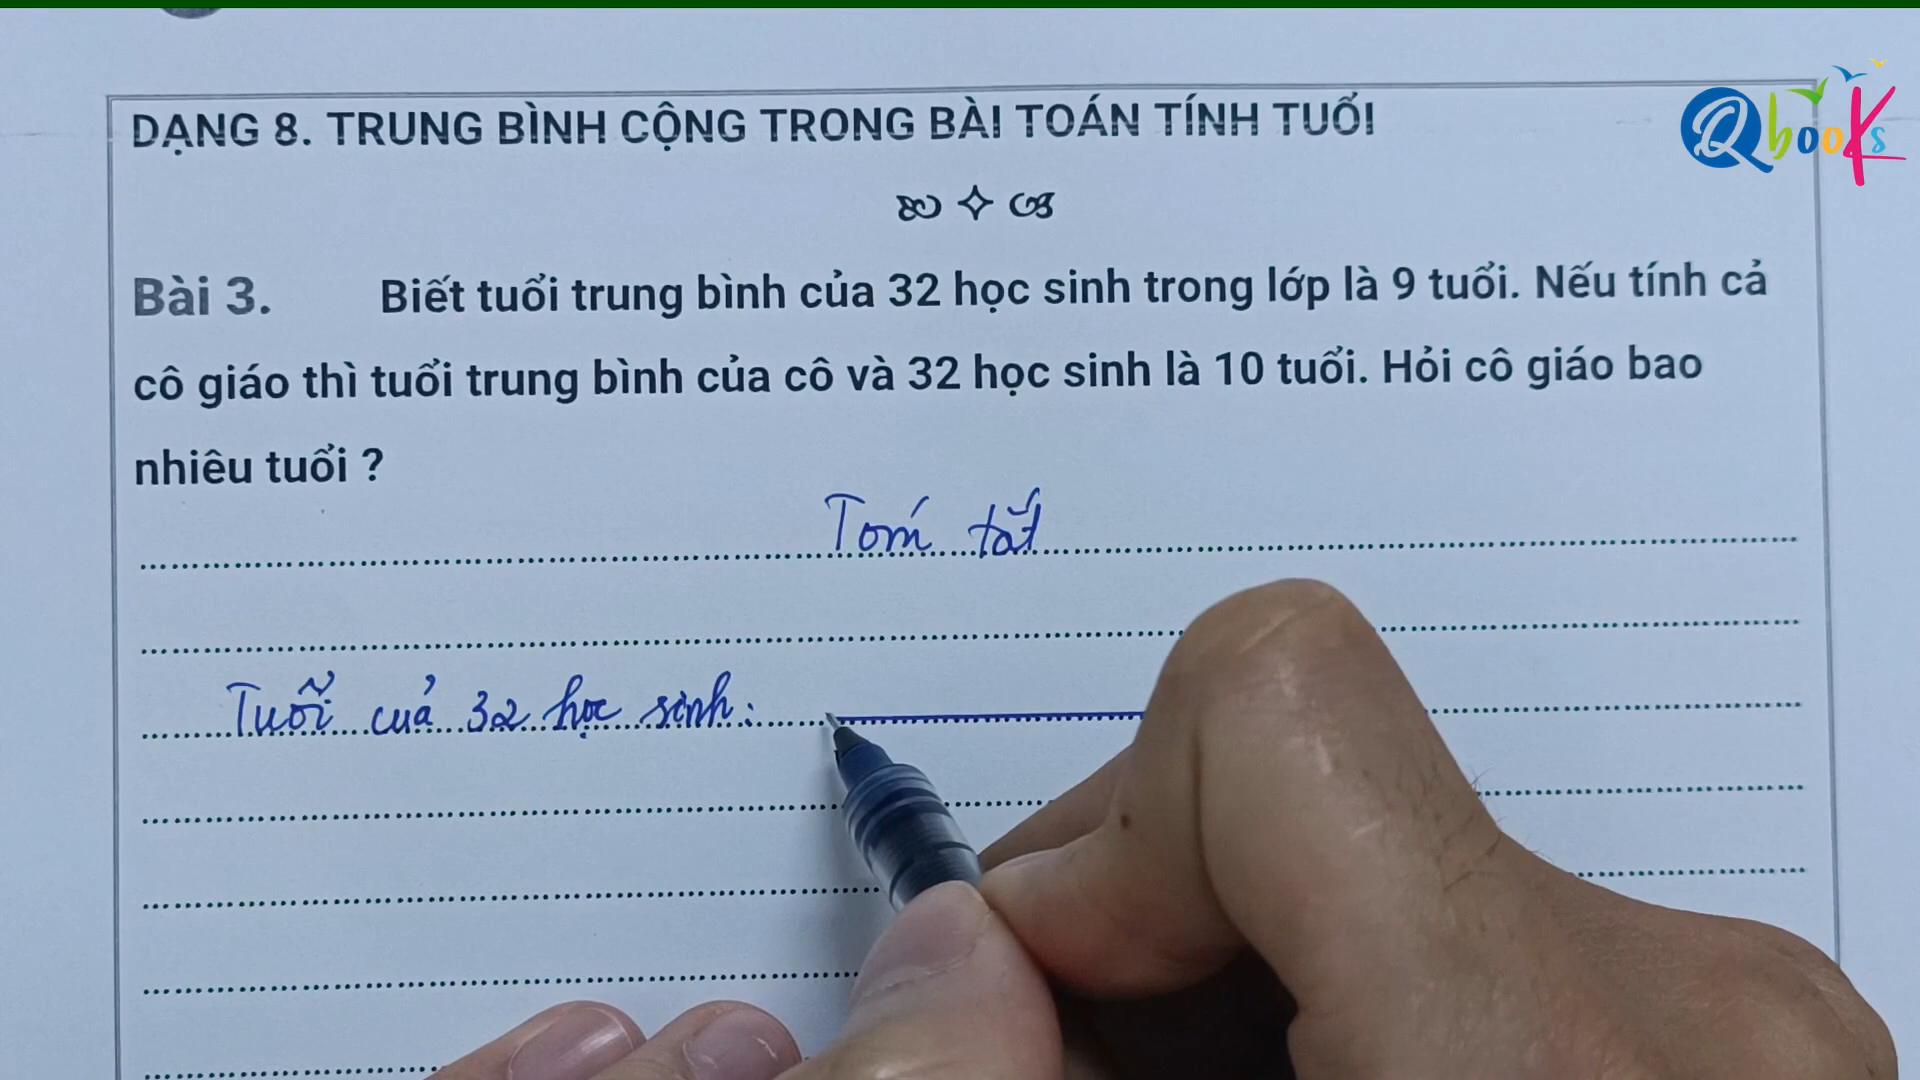 Qbooks
DẠNG 8. TRUNG BÌNH CỘNG TRONG BÀI TOÁN TÍNH TUỔI
Bài 3. Biết tuổi trung bình của 32 học sinh trong lớp là 9 tuổi. Nếu tính cả
cô giáo thì tuổi trung bình của cô và 32 học sinh là 10 tuổi. Hỏi cô giáo bao
nhiêu tuổi ?
Tóm tắt
Tuổi của 32 học sinh: